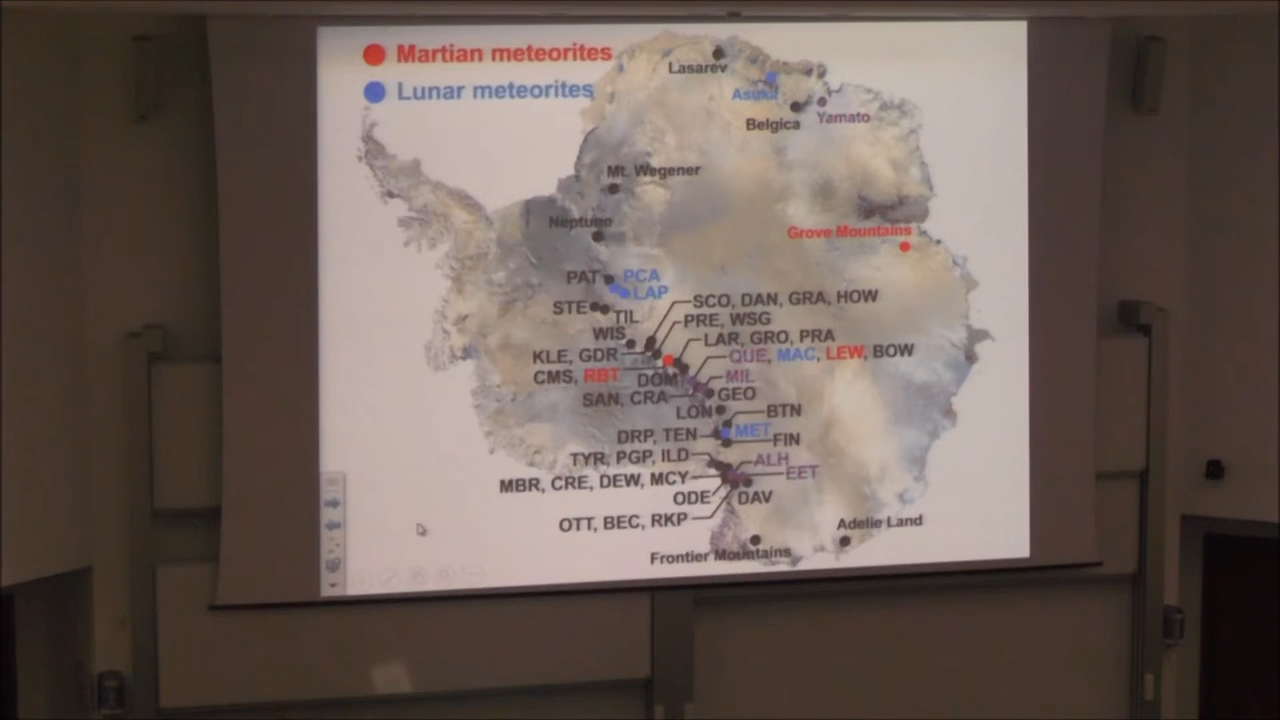 Martian meteorites
Lunar meteorites
Lasarev
Asuka
Belgica
Yamato
Mt. Wegener
Neptune
Grove Mountains
PAT
PCA
LAP
STE
TIL
SCO, DAN, GRA, HOW
PRE, WSG
WIS
LAR, GRO, PRA
KLE, GDR
QUE, MAC, LEW, BOW
CMS, RBT
DOM
MIL
SAN, CRA
GEO
LON
BTN
DRP, TEN
MET
FIN
TYR, PGP, ILD
ALH
MBR, CRE, DEW, MCY
EET
ODE
DAV
OTT, BEC, RKP
Adelie Land
Frontier Mountains